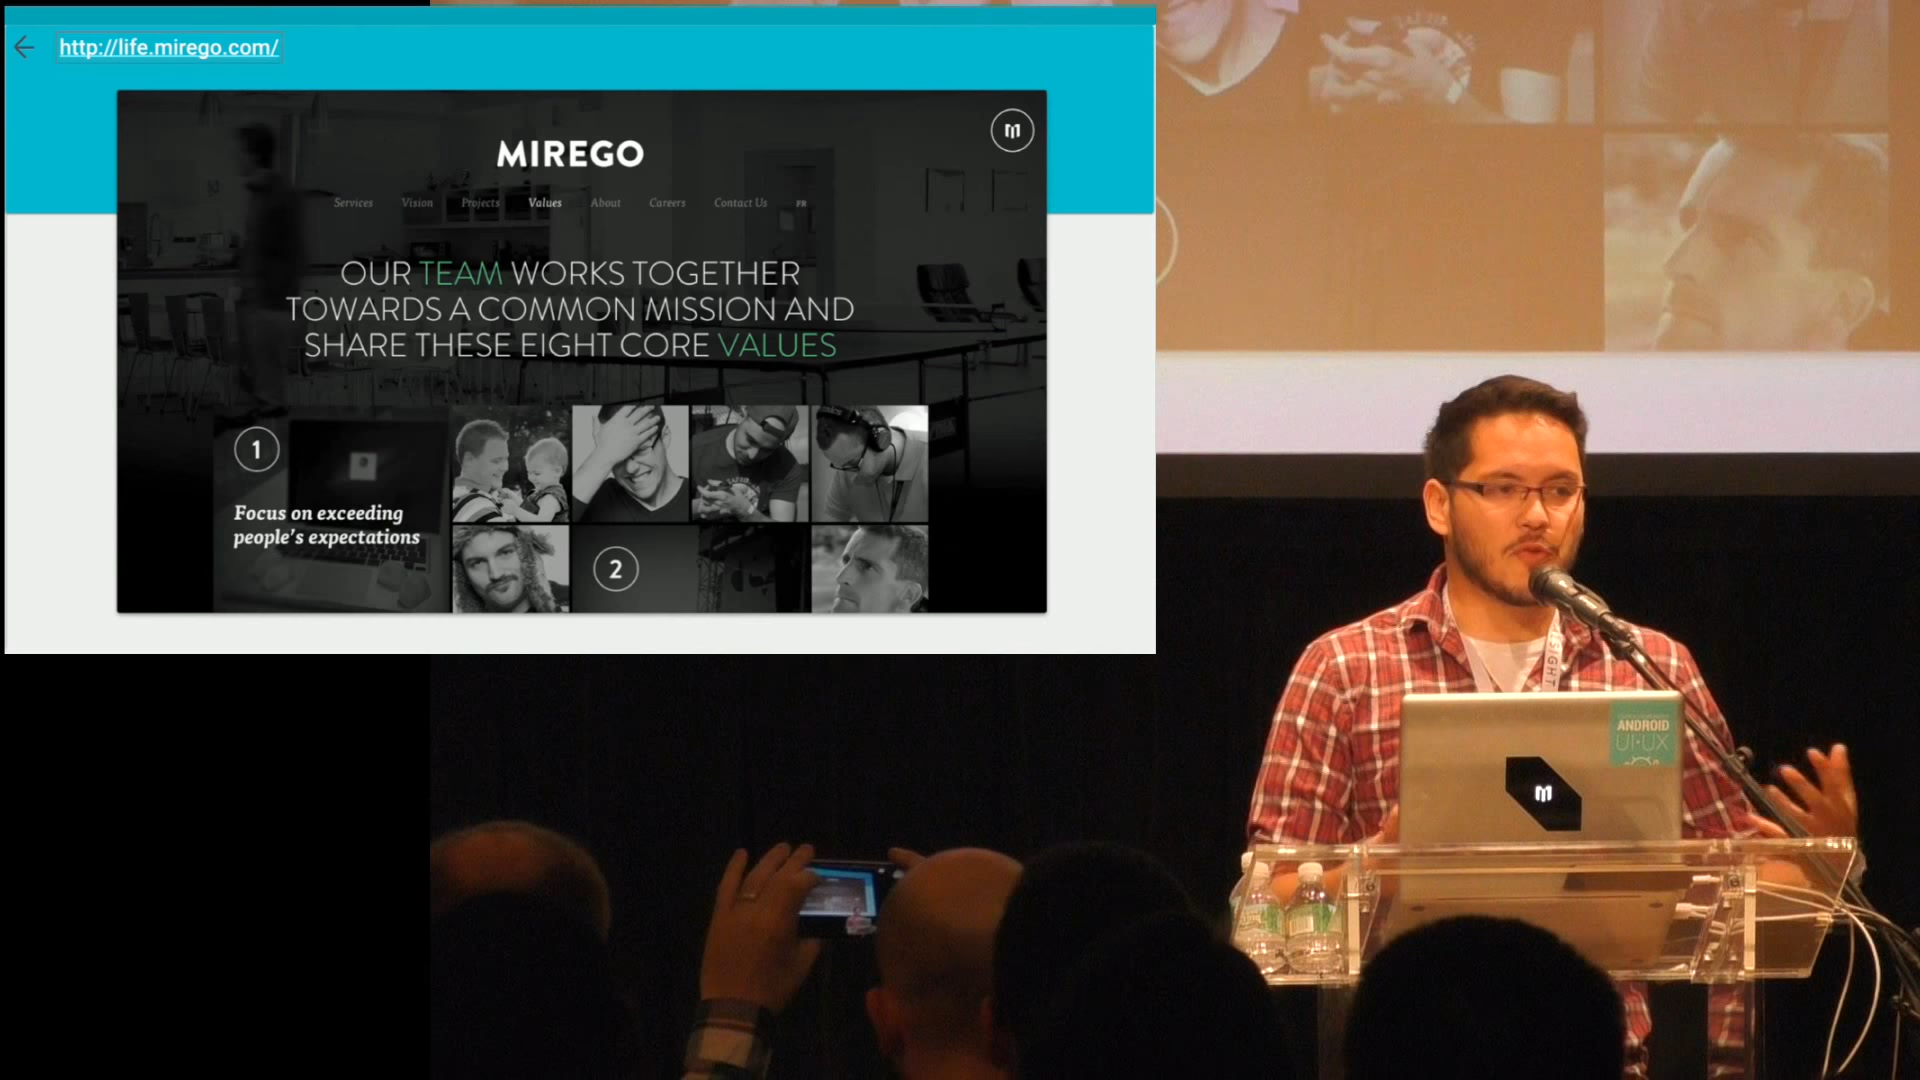 http://life.mirego.com/
MIREGO
Services Vision Projects Values About Careers Contact Us FR
OUR TEAM WORKS TOGETHER
TOWARDS A COMMON MISSION AND
SHARE THESE EIGHT CORE VALUES
1
Focus on exceeding
people's expectations
2
SIGHT
ANDROID
UI·UX